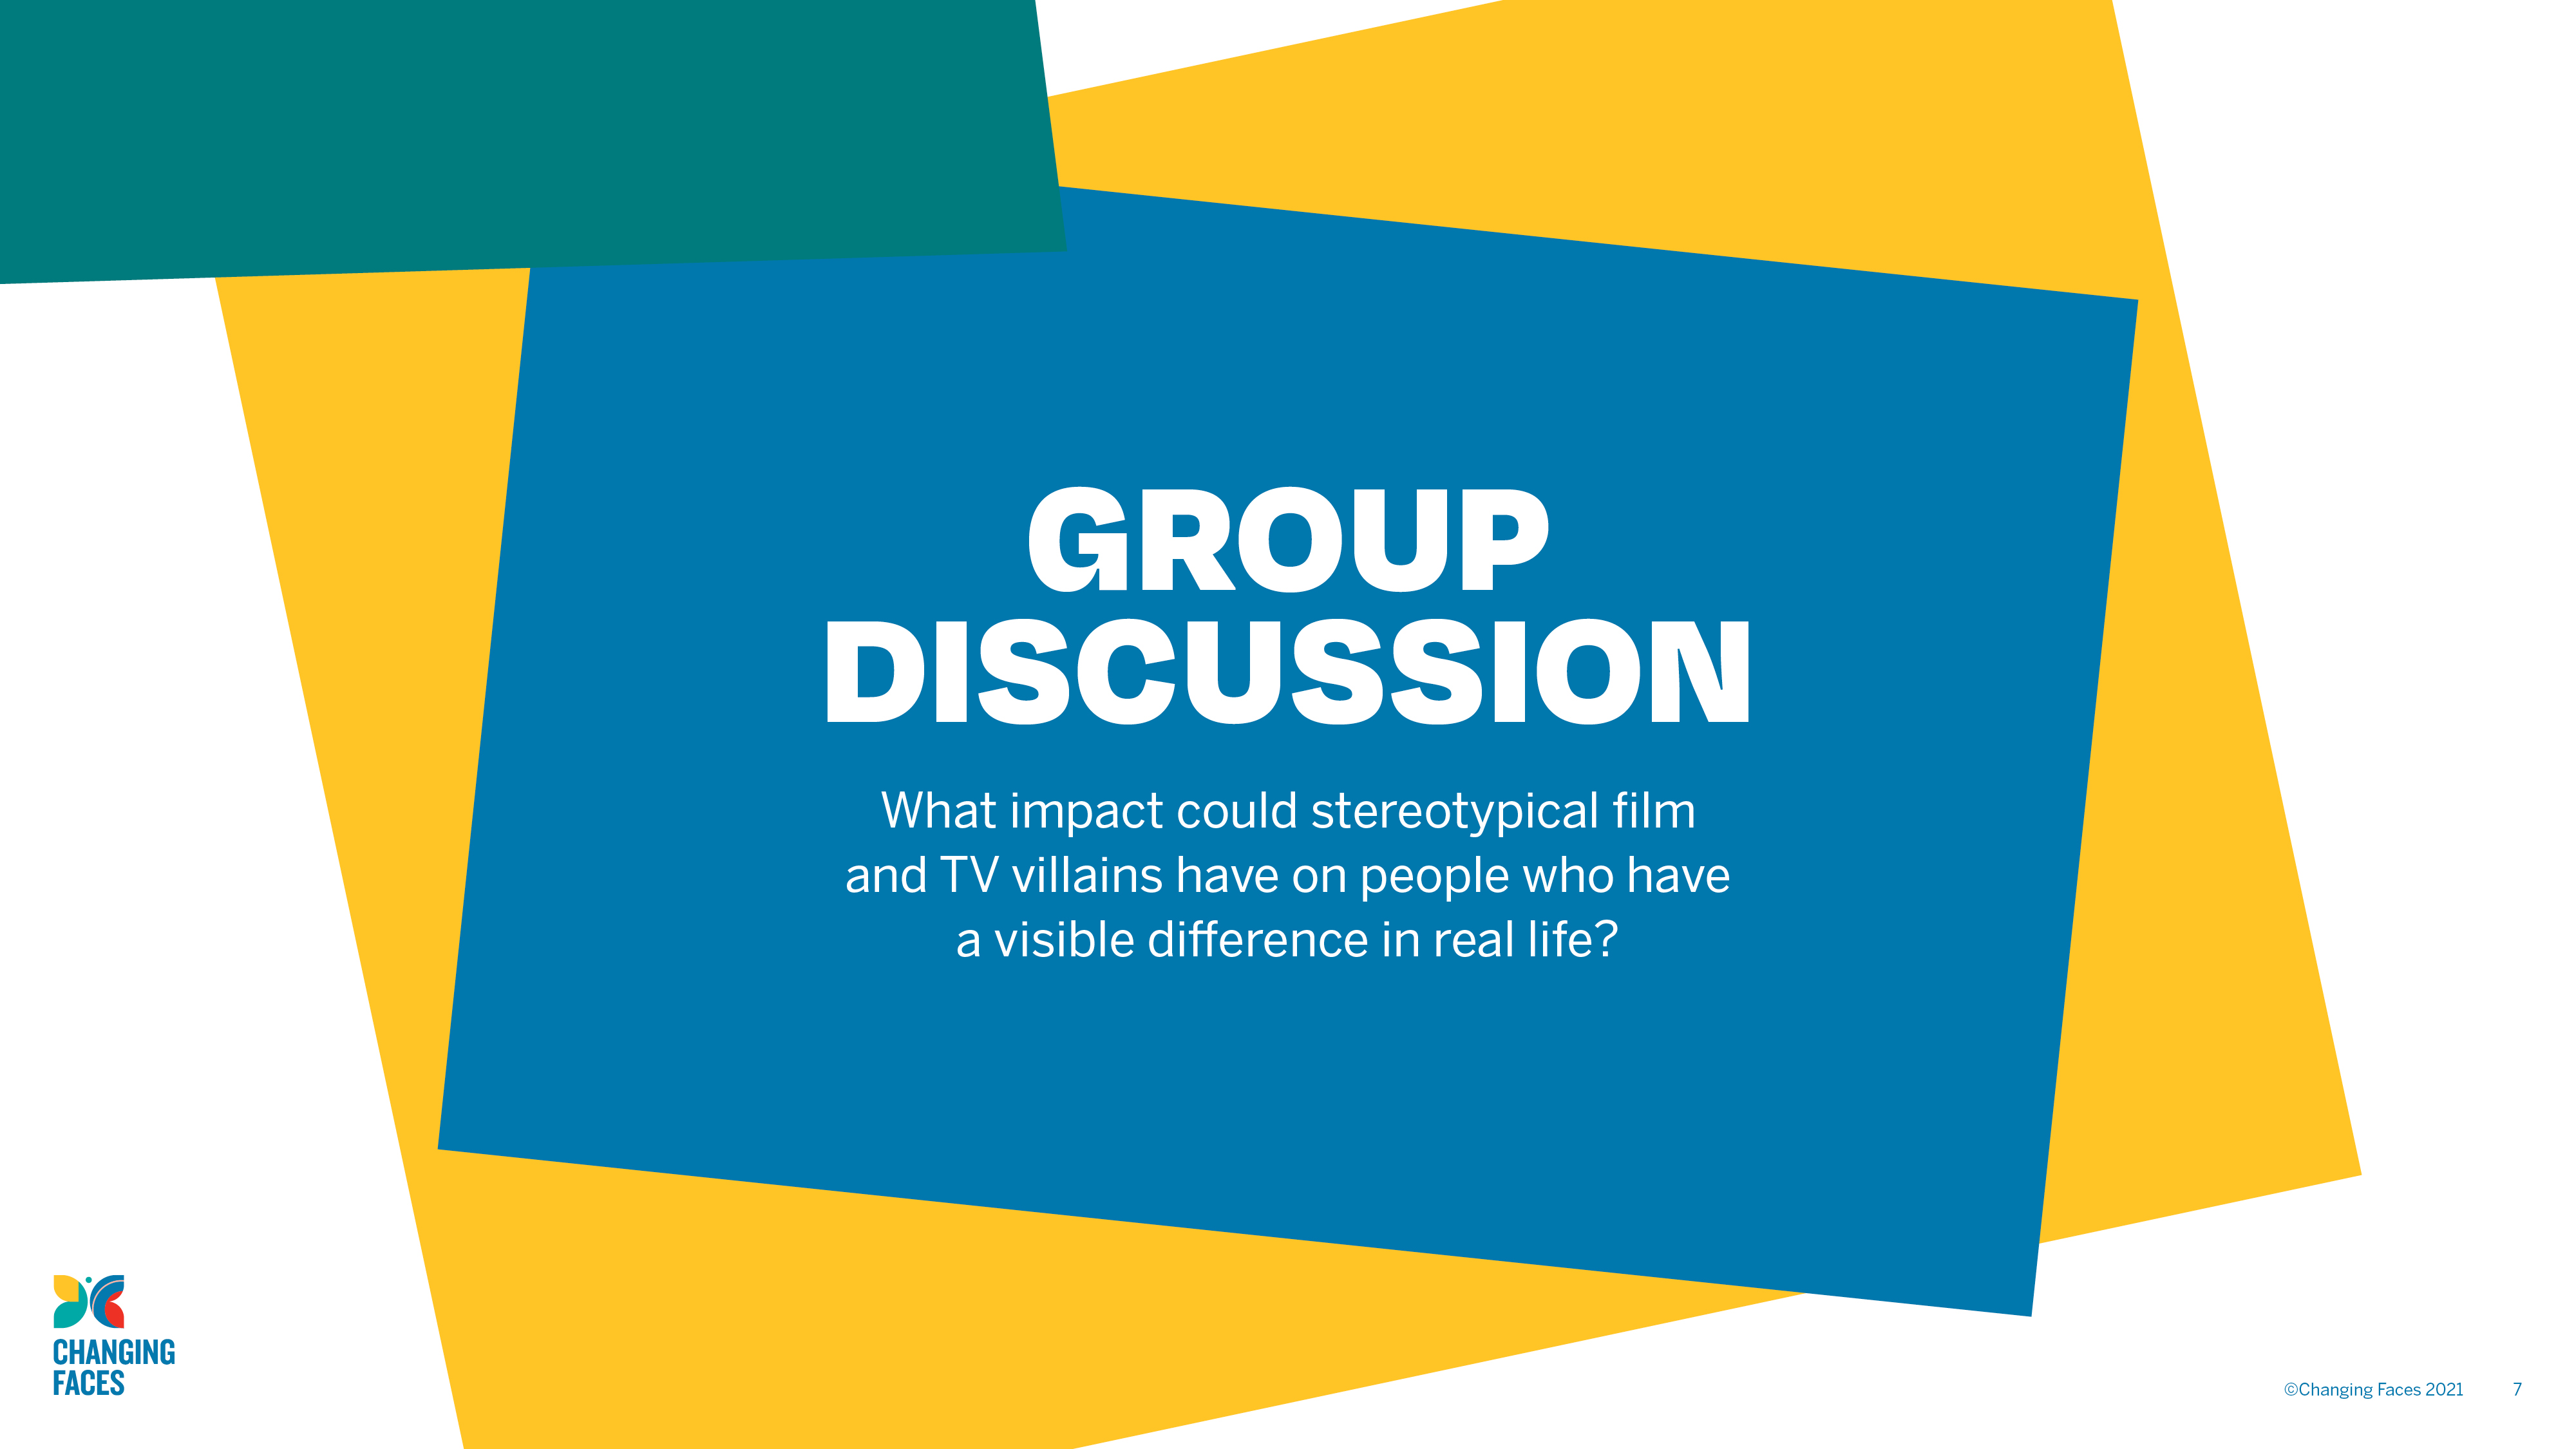 GROUP
DISCUSSION
What impact could stereotypical film
and TV villains have on people who have
a visible difference in real life?
CHANGING
FACES
©Changing Faces 2021 7